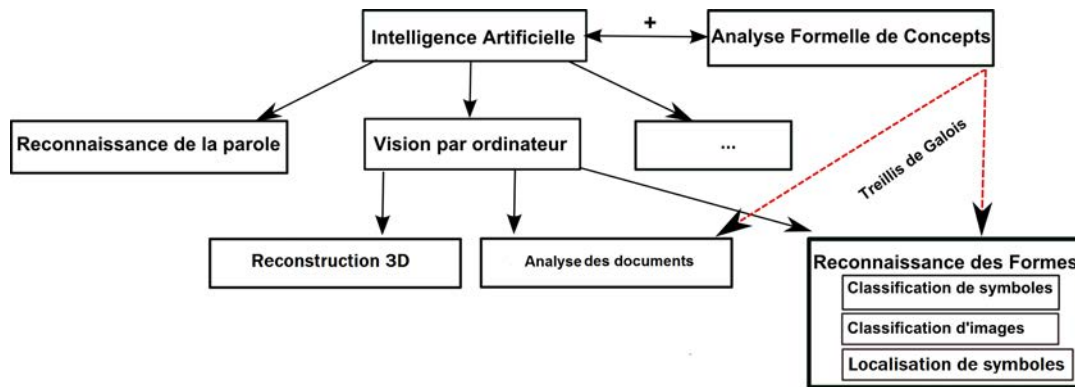 Intelligence Artificielle
+
Analyse Formelle de Concepts
Reconnaissance de la parole
Vision par ordinateur
...
Treillis de Galois
Reconstruction 3D
Analyse des documents
Reconnaissance des Formes
Classification de symboles
Classification d'images
Localisation de symboles